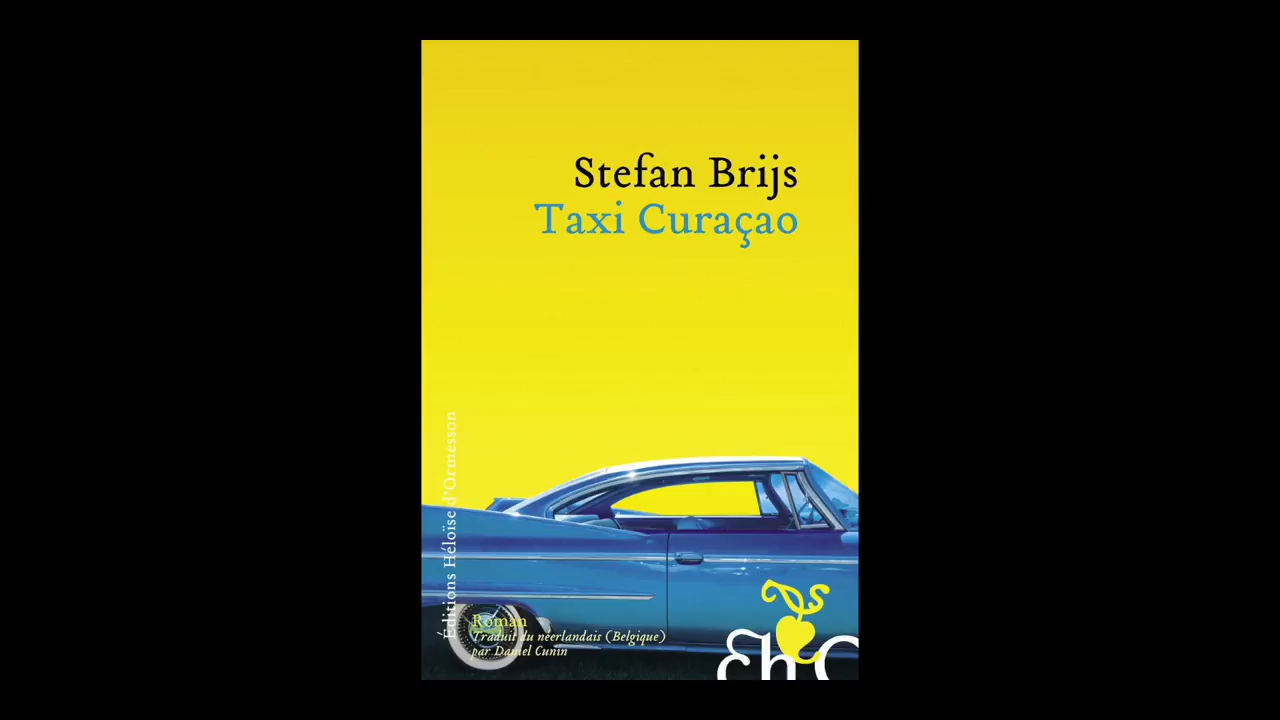 Stefan Brijs
Taxi Curaçao
Éditions Héloïse d'Ormesson
Roman
Traduit du néerlandais (Belgique)
par Daniel Cunin